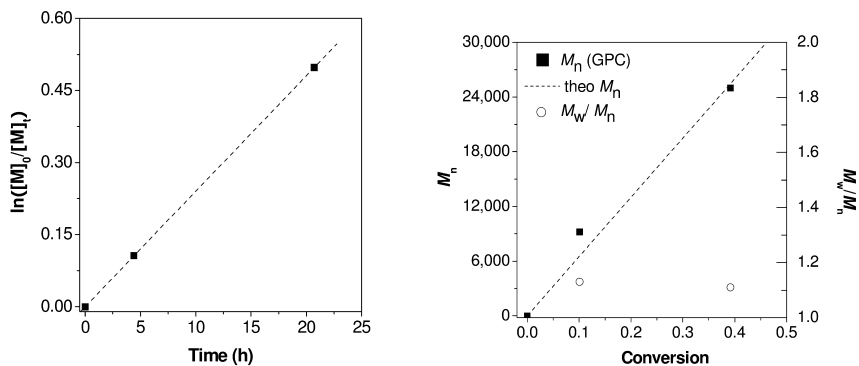 0.60
0.45
0.30
0.15
0.00
ln([M]0/[M]t)
0 5 10 15 20 25
Time (h)
30,000
24,000
18,000
12,000
6,000
0
Mn
Mn (GPC)
theo Mn
Mw/ Mn
2.0
1.8
1.6
1.4
1.2
1.0
Mw/Mn
0.0 0.1 0.2 0.3 0.4 0.5
Conversion